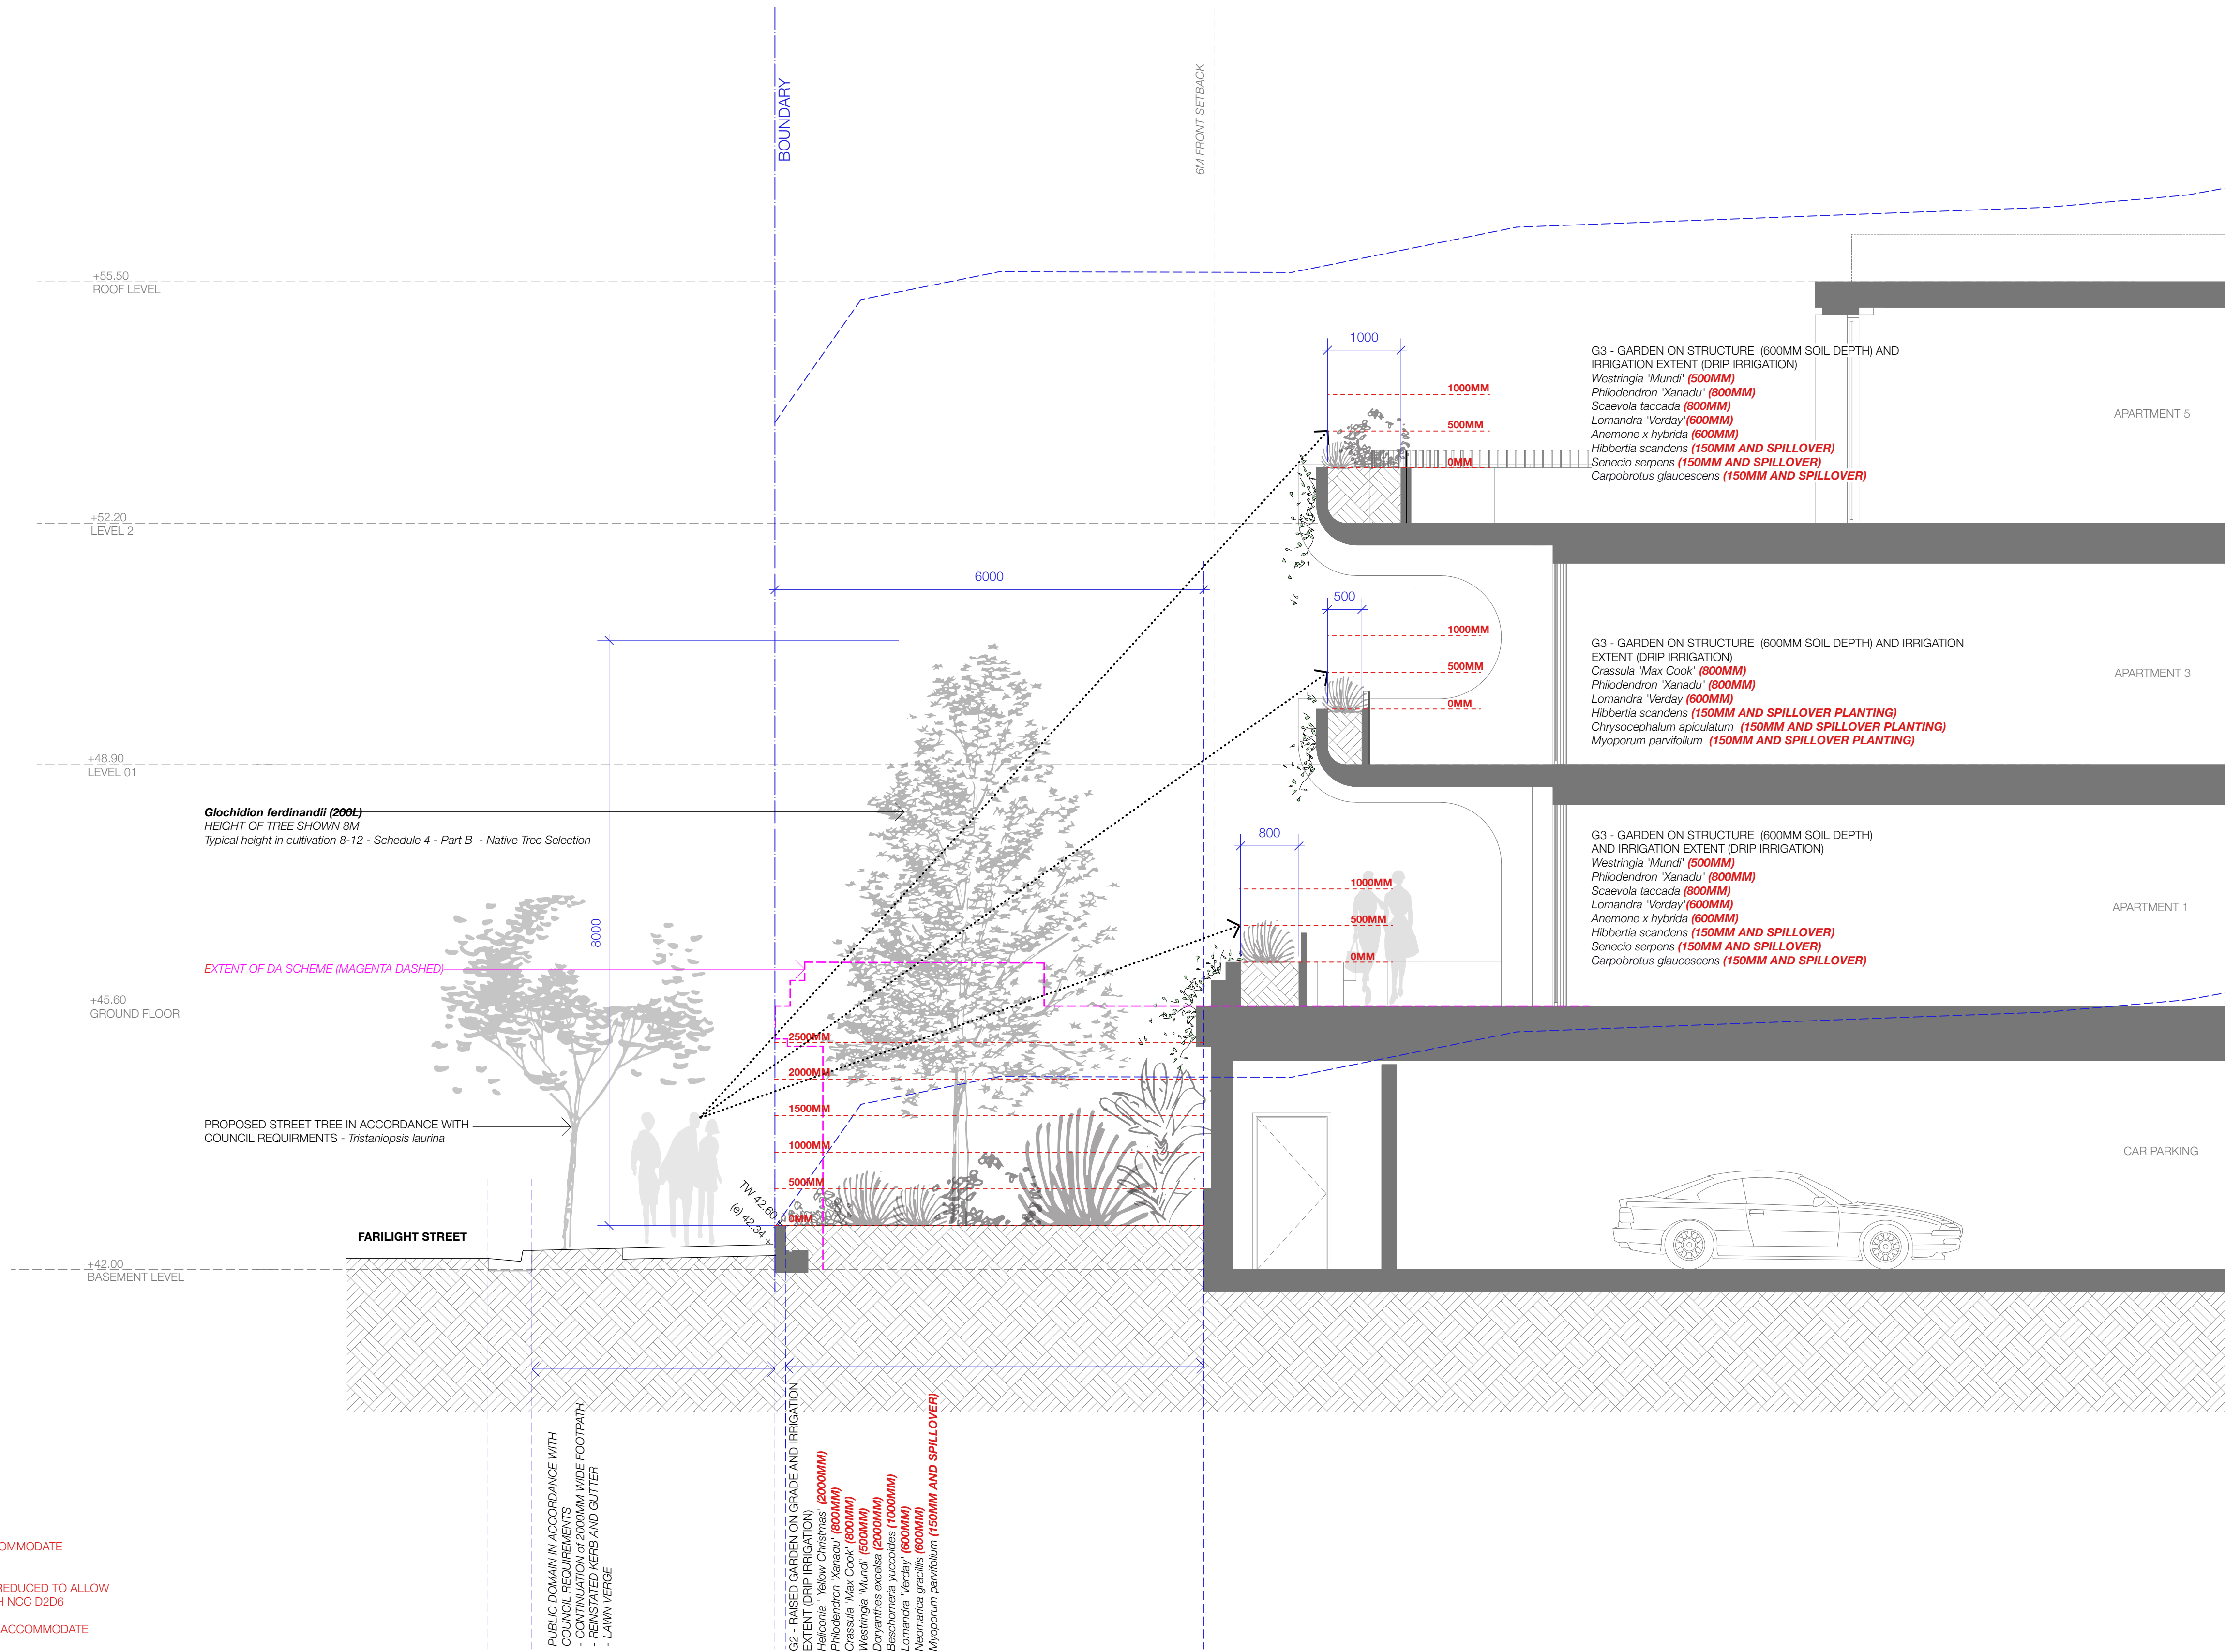 BOUNDARY
6M FRONT SETBACK
+55.50
ROOF LEVEL
1000
1000MM
500MM
0MM
G3 - GARDEN ON STRUCTURE (600MM SOIL DEPTH) AND
IRRIGATION EXTENT (DRIP IRRIGATION)
Westringia 'Mundi' (500MM)
Philodendron 'Xanadu' (800MM)
Scaevola taccada (800MM)
Lomandra 'Verday'(600MM)
Anemone x hybrida (600MM)
Hibbertia scandens (150MM AND SPILLOVER)
Senecio serpens (150MM AND SPILLOVER)
Carpobrotus glaucescens (150MM AND SPILLOVER)
APARTMENT 5
+52.20
LEVEL 2
6000
500
1000MM
500MM
0MM
G3 - GARDEN ON STRUCTURE (600MM SOIL DEPTH) AND IRRIGATION
EXTENT (DRIP IRRIGATION)
Crassula 'Max Cook' (800MM)
Philodendron 'Xanadu' (800MM)
Lomandra 'Verday (600MM)
Hibbertia scandens (150MM AND SPILLOVER PLANTING)
Chrysocephalum apiculatum (150MM AND SPILLOVER PLANTING)
Myoporum parvifollum (150MM AND SPILLOVER PLANTING)
APARTMENT 3
+48.90
LEVEL 01
Glochidion ferdinandii (200L)
HEIGHT OF TREE SHOWN 8M
Typical height in cultivation 8-12 - Schedule 4 - Part B - Native Tree Selection
8000
800
1000MM
500MM
0MM
G3 - GARDEN ON STRUCTURE (600MM SOIL DEPTH)
AND IRRIGATION EXTENT (DRIP IRRIGATION)
Westringia 'Mundi' (500MM)
Philodendron 'Xanadu' (800MM)
Scaevola taccada (800MM)
Lomandra 'Verday'(600MM)
Anemone x hybrida (600MM)
Hibbertia scandens (150MM AND SPILLOVER)
Senecio serpens (150MM AND SPILLOVER)
Carpobrotus glaucescens (150MM AND SPILLOVER)
APARTMENT 1
EXTENT OF DA SCHEME (MAGENTA DASHED)
+45.60
GROUND FLOOR
2500MM
2000MM
1500MM
1000MM
500MM
0MM
PROPOSED STREET TREE IN ACCORDANCE WITH
COUNCIL REQUIRMENTS - Tristaniopsis laurina
CAR PARKING
TW 42.60
(e) 42.34
FARILIGHT STREET
+42.00
BASEMENT LEVEL
PUBLIC DOMAIN IN ACCORDANCE WITH
COUNCIL REQUIREMENTS
- CONTINUATION of 2000MM WIDE FOOTPATH
- REINSTATED KERB AND GUTTER
- LAWN VERGE
G2 - RAISED GARDEN ON GRADE AND IRRIGATION
EXTENT (DRIP IRRIGATION)
Heliconia ' Yellow Christmas' (2000MM)
Philodendron 'Xanadu' (800MM)
Crassula 'Max Cook' (800MM)
Westringia 'Mundi' (500MM)
Doryanthes excelsa (2000MM)
Beschorneria yuccoides (1000MM)
Lomandra 'Verday' (600MM)
Neomarica gracillis (600MM)
Myoporum parvifolium (150MM AND SPILLOVER)
OMMODATE
REDUCED TO ALLOW
H NCC D2D6
ACCOMMODATE